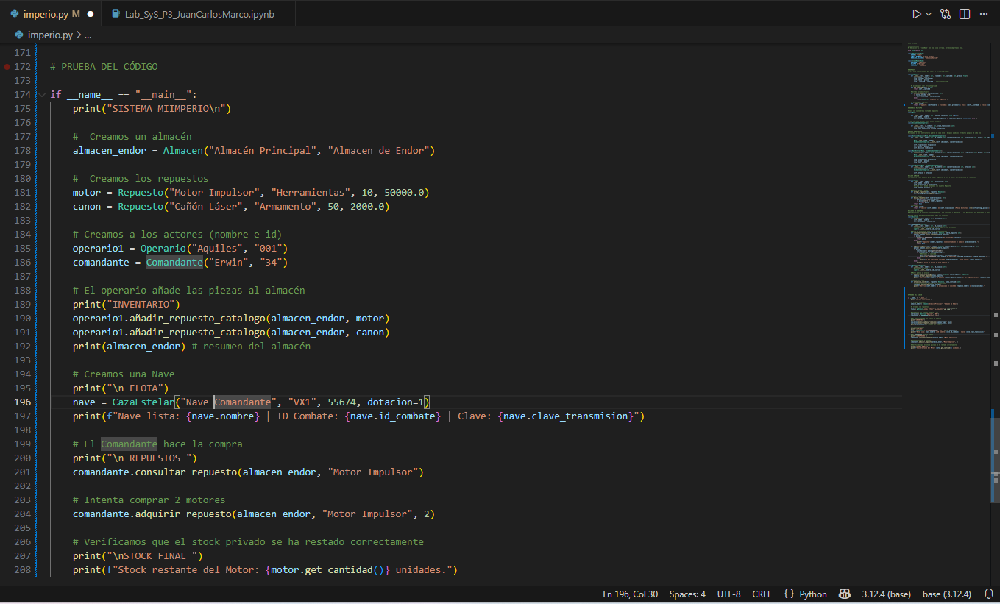 imperio.py M
Lab_SyS_P3_JuanCarlosMarco.ipynb
imperio.py > ...
171
172 # PRUEBA DEL CÓDIGO
173
174 if __name__ == "__main__":
175 print("SISTEMA MIIMPERIO\n")
176
177 #  Creamos un almacén
178 almacen_endor = Almacen("Almacén Principal", "Almacen de Endor")
179
180 #  Creamos los repuestos
181 motor = Repuesto("Motor Impulsor", "Herramientas", 10, 50000.0)
182 canon = Repuesto("Cañón Láser", "Armamento", 50, 2000.0)
183
184 # Creamos a los actores (nombre e id)
185 operario1 = Operario("Aquiles", "001")
186 comandante = Comandante("Erwin", "34")
187
188 # El operario añade las piezas al almacén
189 print("INVENTARIO")
190 operario1.añadir_repuesto_catalogo(almacen_endor, motor)
191 operario1.añadir_repuesto_catalogo(almacen_endor, canon)
192 print(almacen_endor) # resumen del almacén
193
194 # Creamos una Nave
195 print("\n FLOTA")
196 nave = CazaEstelar("Nave Comandante", "VX1", 55674, dotacion=1)
197 print(f"Nave lista: {nave.nombre} | ID Combate: {nave.id_combate} | Clave: {nave.clave_transmision}")
198
199 # El Comandante hace la compra
200 print("\n REPUESTOS ")
201 comandante.consultar_repuesto(almacen_endor, "Motor Impulsor")
202
203 # Intenta comprar 2 motores
204 comandante.adquirir_repuesto(almacen_endor, "Motor Impulsor", 2)
205
206 # Verificamos que el stock privado se ha restado correctamente
207 print("\nSTOCK FINAL ")
208 print(f"Stock restante del Motor: {motor.get_cantidad()} unidades.")
Ln 196, Col 30 Spaces: 4 UTF-8 CRLF { } Python 3.12.4 (base) base (3.12.4)